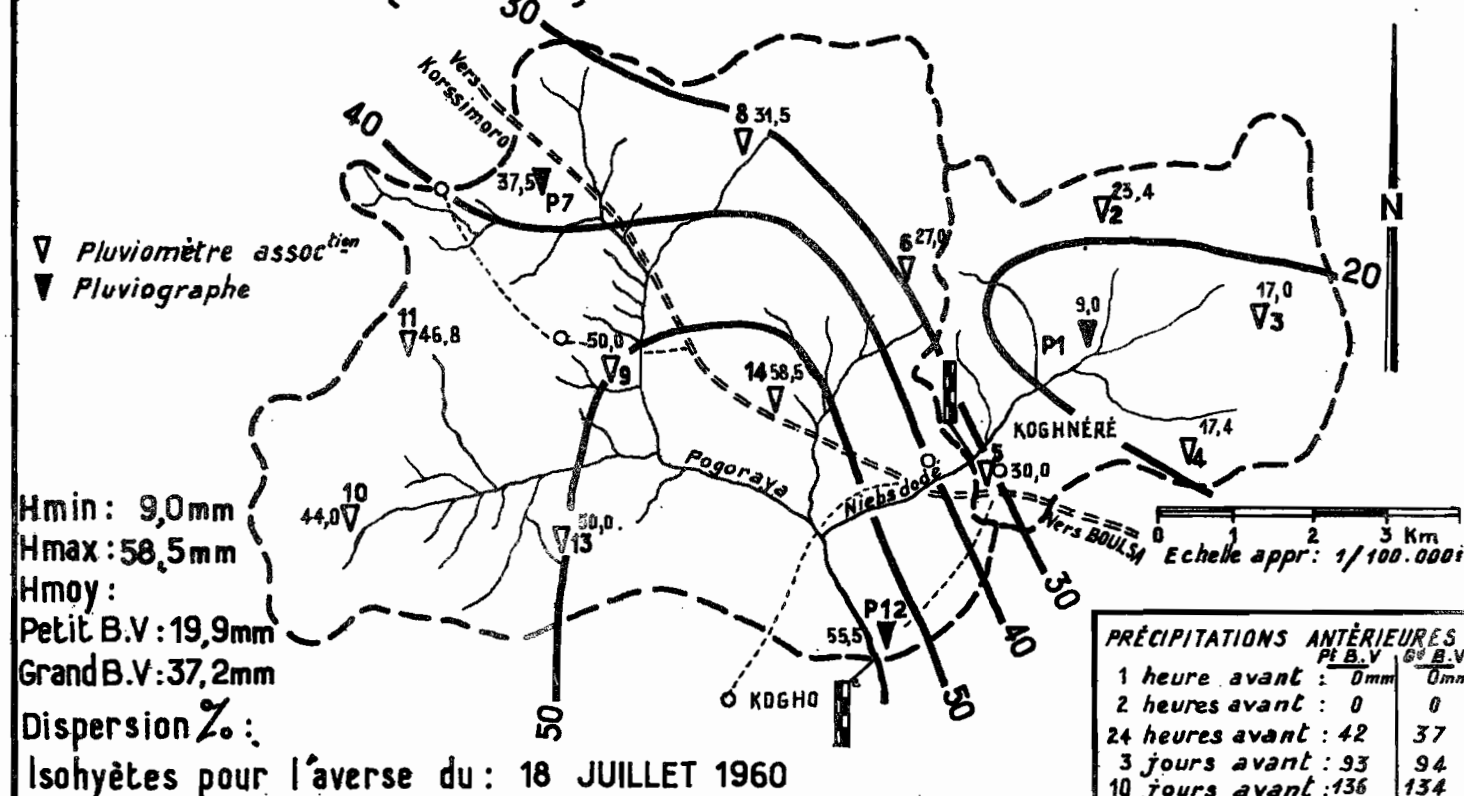 30
40
Vers
Korssimoro
8 31,5
37,5
P7
23,4
2
N
Pluviomètre assoc^tion
Pluviographe
6
20
17,0
3
9,0
P1
11
46,8
50,0
9
14 58,5
KOGHNÉRÉ
17,4
4
5
30,0
Pogoraya
Niebsdodé
Vers BOULSA
10
44,0
50,0
13
0 1 2 3 Km
Echelle appr: 1/100.000
Hmin: 9,0mm
Hmax: 58,5mm
Hmoy:
Petit B.V: 19,9mm
Grand B.V: 37,2mm
Dispersion ‰:
P12
55,5
KOGHO
30
40
50
50
PRÉCIPITATIONS ANTÈRIEURES
Pt B.V Gd B.V
1 heure avant : 0mm 0mm
2 heures avant : 0 0
24 heures avant : 42 37
3 jours avant : 93 94
10 jours avant : 136 134
Isohyètes pour l'averse du : 18 JUILLET 1960